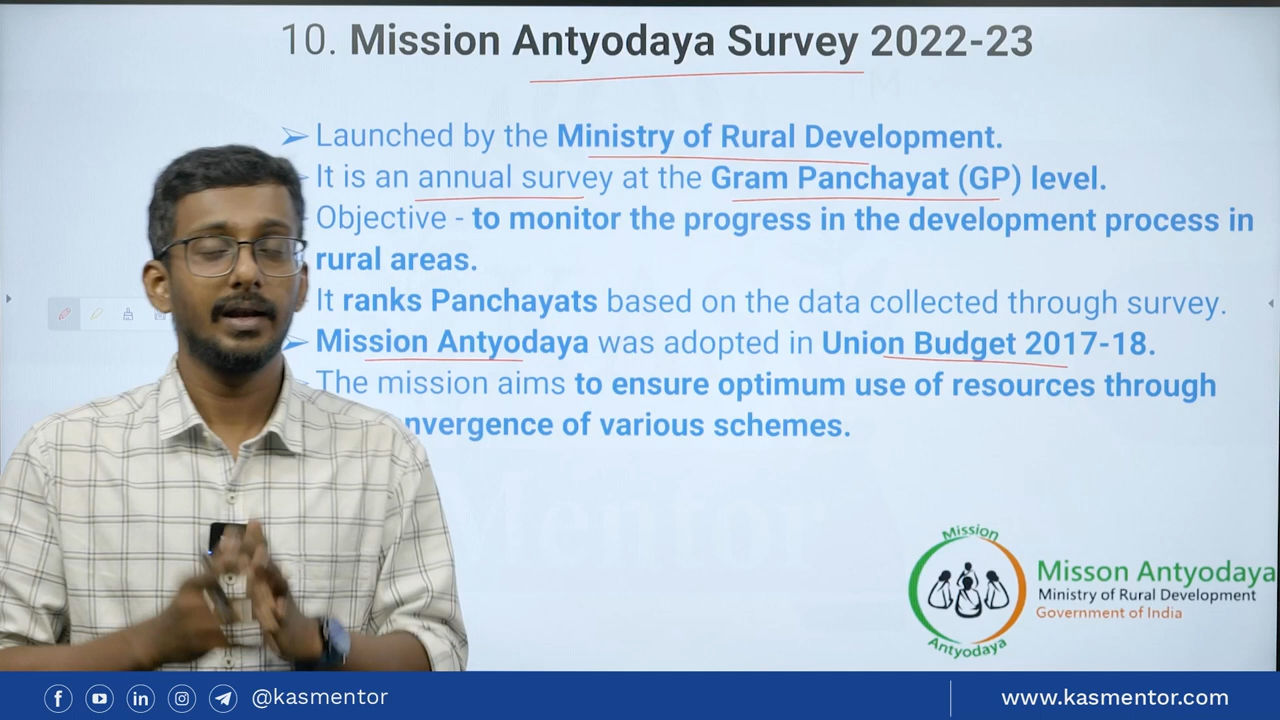 10. Mission Antyodaya Survey 2022-23
Launched by the Ministry of Rural Development.
It is an annual survey at the Gram Panchayat (GP) level.
Objective - to monitor the progress in the development process in
rural areas.
It ranks Panchayats based on the data collected through survey.
Mission Antyodaya was adopted in Union Budget 2017-18.
The mission aims to ensure optimum use of resources through
nvergence of various schemes.
Mentor
Mission
Antyodaya
Misson Antyodaya
Ministry of Rural Development
Government of India
@kasmentor
www.kasmentor.com